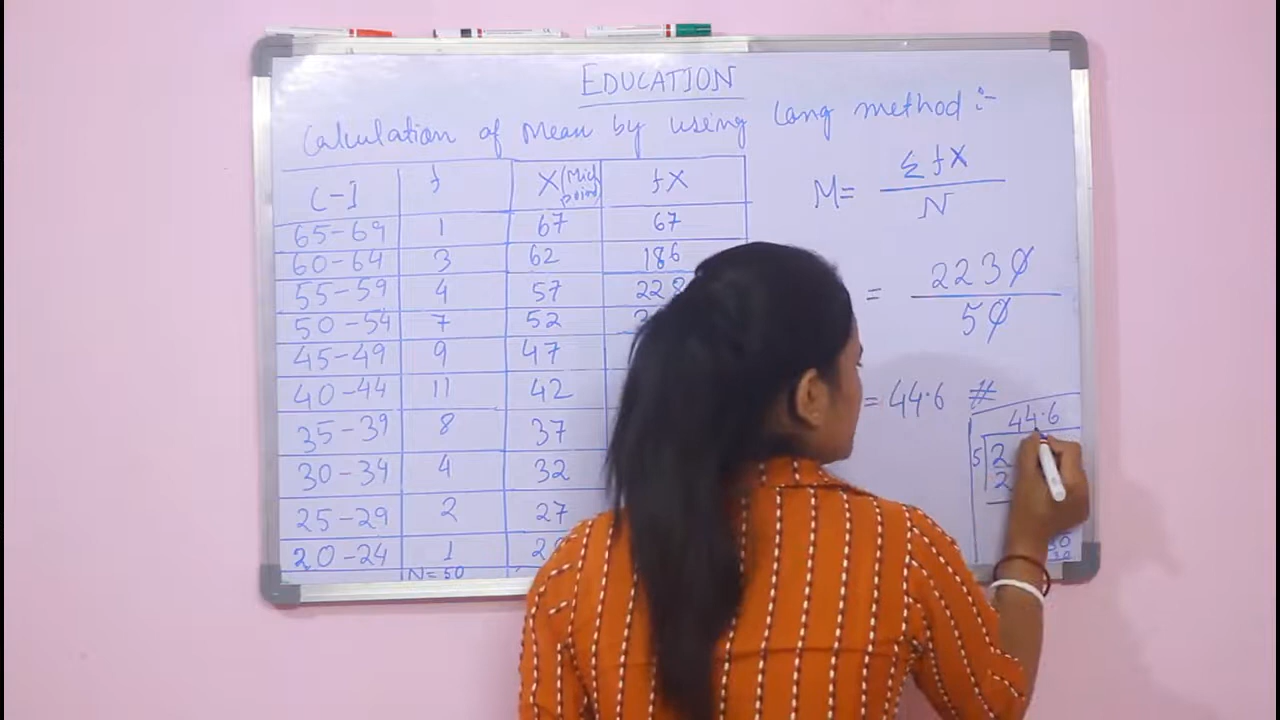 EDUCATION
Calculation of Mean by using Long method :-
C-I f X (Mid point) fX
65-69 1 67 67
60-64 3 62 186
55-59 4 57 228
50-54 7 52
45-49 9 47
40-44 11 42
35-39 8 37
30-34 4 32
25-29 2 27
20-24 1
N=50
M= ΣfX
N
= 2230
50
= 44.6 #
44.6
5 2
2